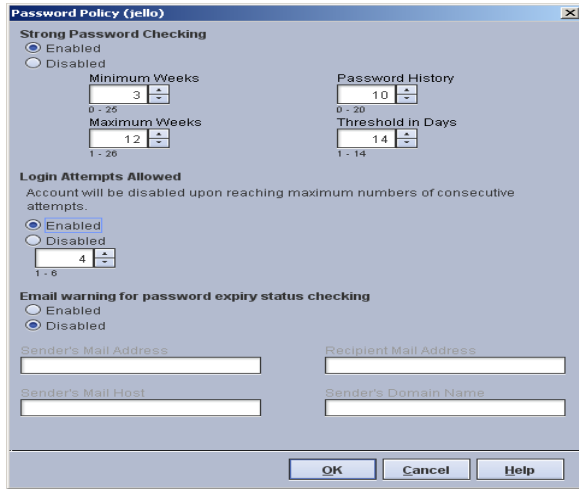 Password Policy (jello)
Strong Password Checking
Enabled
Disabled
Minimum Weeks
3
0 - 25
Password History
10
0 - 20
Maximum Weeks
12
1 - 26
Threshold in Days
14
1 - 14
Login Attempts Allowed
Account will be disabled upon reaching maximum numbers of consecutive
attempts.
Enabled
Disabled
4
1 - 6
Email warning for password expiry status checking
Enabled
Disabled
Sender's Mail Address
Recipient Mail Address
Sender's Mail Host
Sender's Domain Name
OK
Cancel
Help